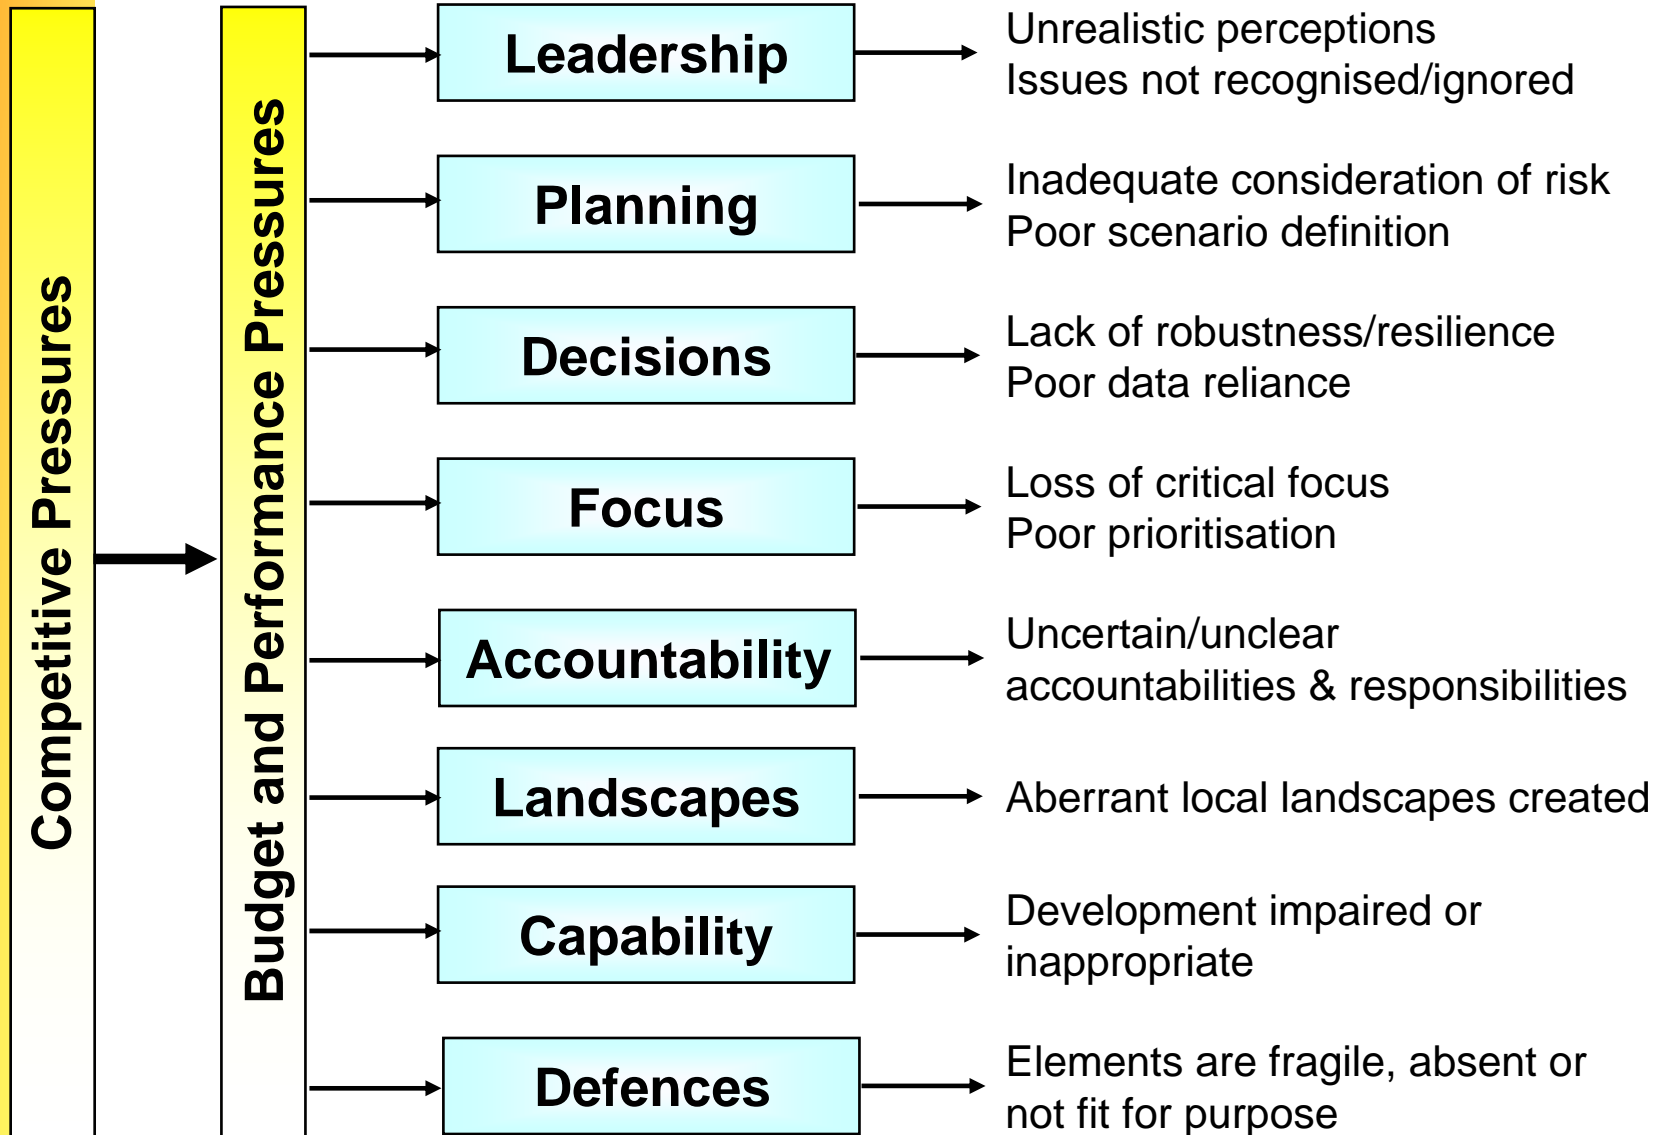 Competitive Pressures
Budget and Performance Pressures
Leadership
Unrealistic perceptions
Issues not recognised/ignored
Planning
Inadequate consideration of risk
Poor scenario definition
Decisions
Lack of robustness/resilience
Poor data reliance
Focus
Loss of critical focus
Poor prioritisation
Accountability
Uncertain/unclear
accountabilities & responsibilities
Landscapes
Aberrant local landscapes created
Capability
Development impaired or
inappropriate
Defences
Elements are fragile, absent or
not fit for purpose